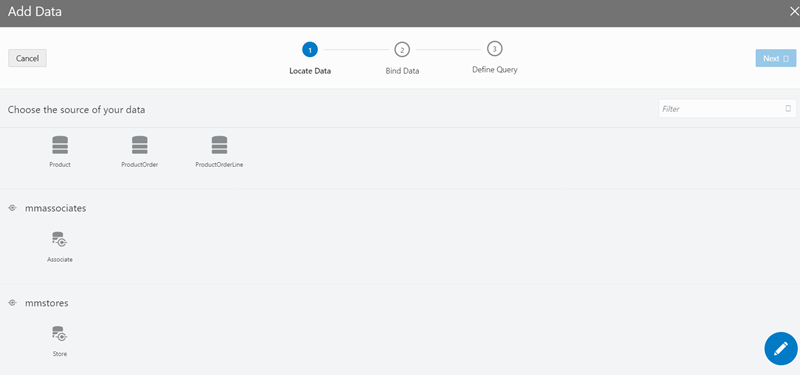 Add Data
Cancel
1
2
3
Next
Locate Data
Bind Data
Define Query
Choose the source of your data
Filter
Product
ProductOrder
ProductOrderLine
mmassociates
Associate
mmstores
Store